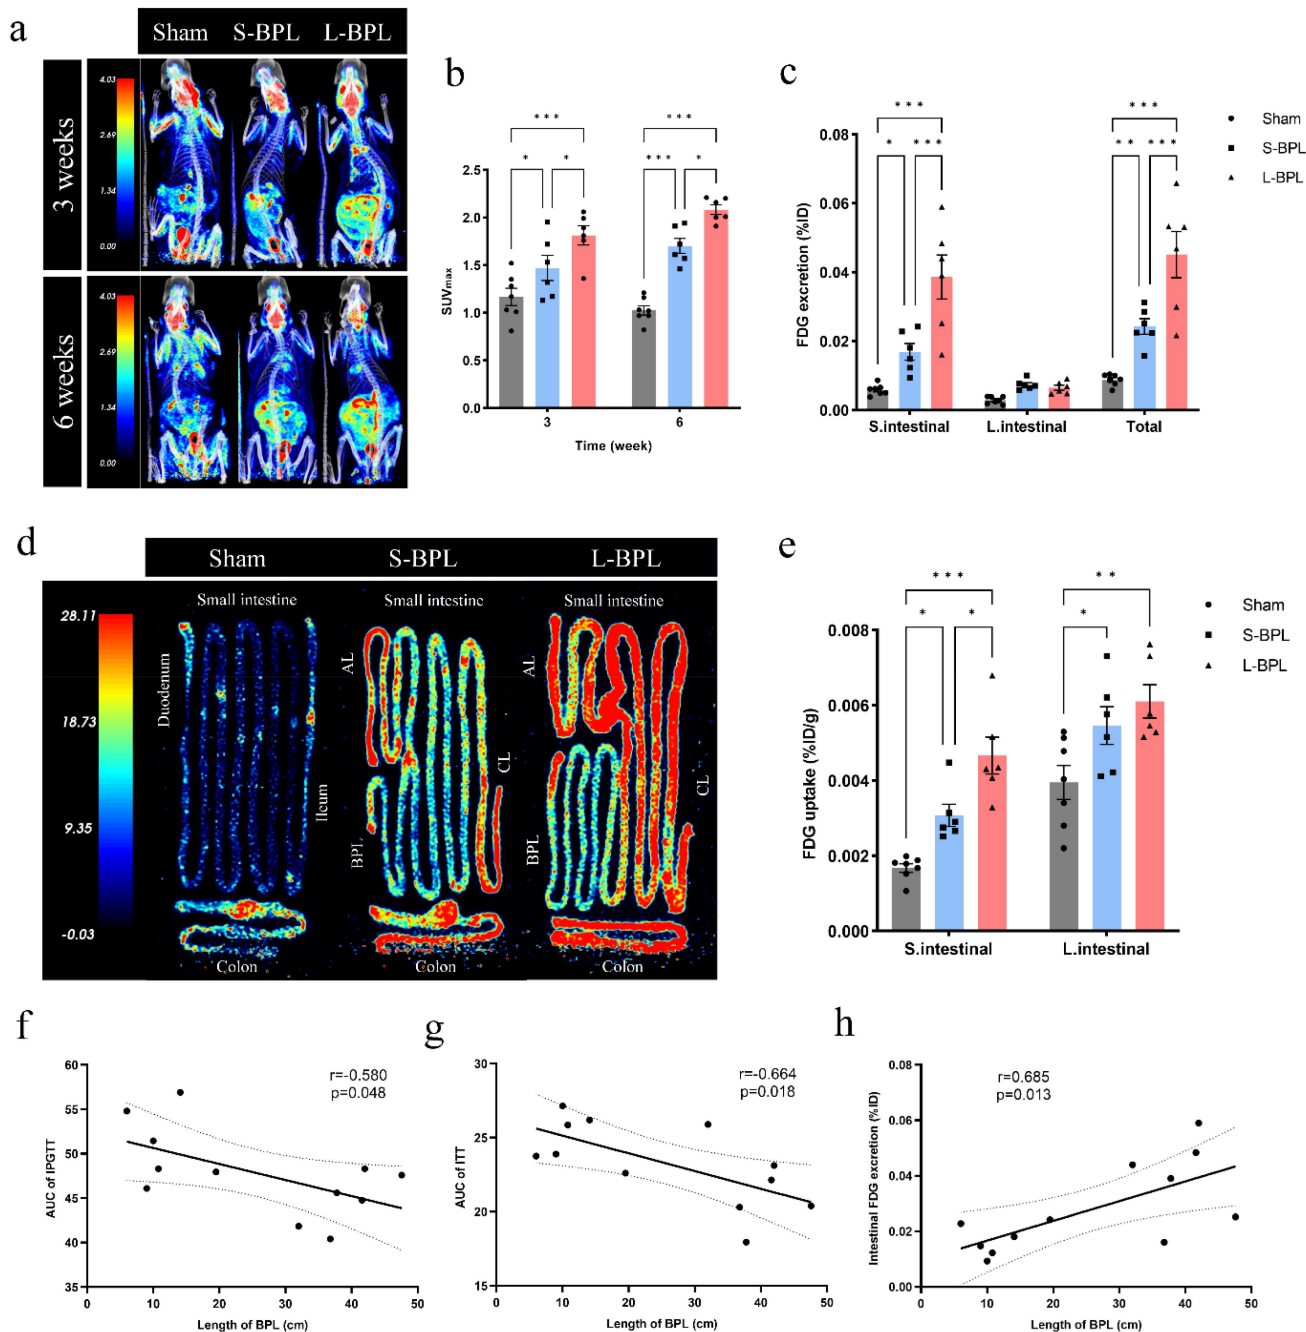 a
Sham S-BPL L-BPL
3 weeks
4.03
2.69
1.34
0.00
6 weeks
4.03
2.69
1.34
0.00
b
*** ***
* * *** *
SUVmax
2.5
2.0
1.5
1.0
0.5
0.0
3 6
Time (week)
c
*** ***
* *** ** ***
FDG excretion (%ID)
0.08
0.06
0.04
0.02
0.00
S.intestinal L.intestinal Total
Sham
S-BPL
L-BPL
d
Sham S-BPL L-BPL
28.11
18.73
9.35
-0.03
Small intestine Small intestine Small intestine
Duodenum
Ileum
AL
BPL
CL
AL
BPL
CL
Colon Colon Colon
e
*** **
* * *
FDG uptake (%ID/g)
0.008
0.006
0.004
0.002
0.000
S.intestinal L.intestinal
Sham
S-BPL
L-BPL
f
r=-0.580
p=0.048
AUC of IPGTT
60
55
50
45
40
35
0 10 20 30 40 50
Length of BPL (cm)
g
r=-0.664
p=0.018
AUC of ITT
30
25
20
15
0 10 20 30 40 50
Length of BPL (cm)
h
r=0.685
p=0.013
Intestinal FDG excretion (%ID)
0.08
0.06
0.04
0.02
0.00
0 10 20 30 40 50
Length of BPL (cm)